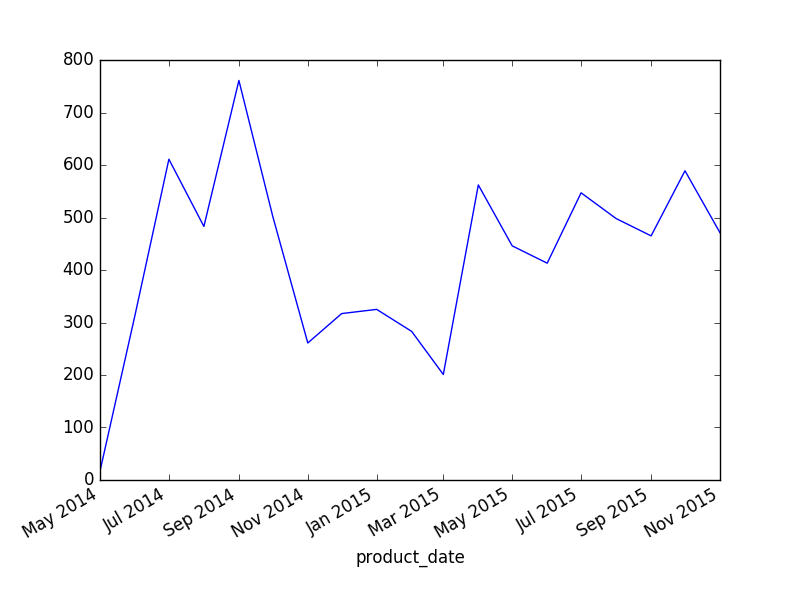 800
700
600
500
400
300
200
100
0
May 2014
Jul 2014
Sep 2014
Nov 2014
Jan 2015
Mar 2015
May 2015
Jul 2015
Sep 2015
Nov 2015
product_date